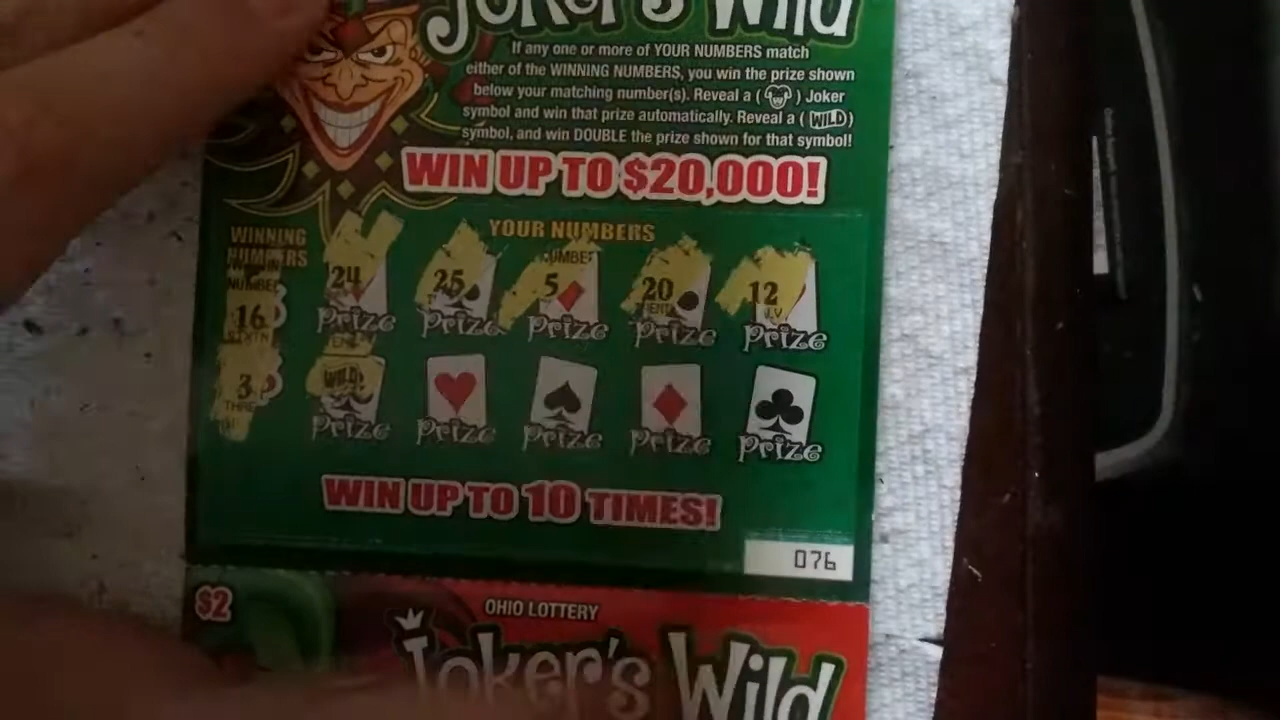 Joker's Wild
If any one or more of YOUR NUMBERS match
either of the WINNING NUMBERS, you win the prize shown
below your matching number(s). Reveal a ( ) Joker
symbol and win that prize automatically. Reveal a (WILD)
symbol, and win DOUBLE the prize shown for that symbol!
WIN UP TO $20,000!
WINNING NUMBERS
YOUR NUMBERS
24 25 5 20 12
16
Prize Prize Prize Prize Prize
3 WILD
Prize Prize Prize Prize Prize
WIN UP TO 10 TIMES!
076
$2 OHIO LOTTERY
Joker's Wild